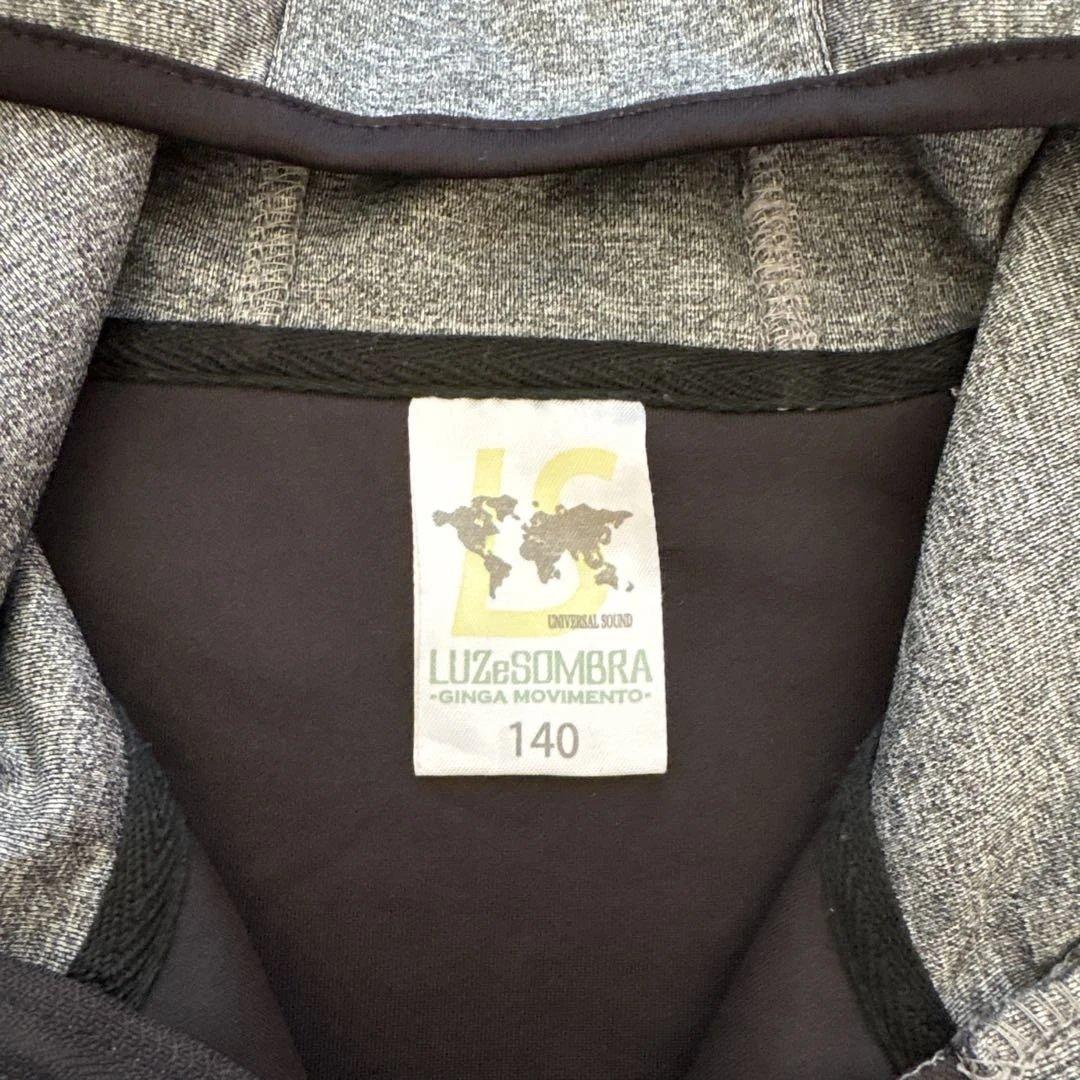 LS
UNIVERSAL SOUND
LUZeSOMBRA
-GINGA MOVIMENTO-
140